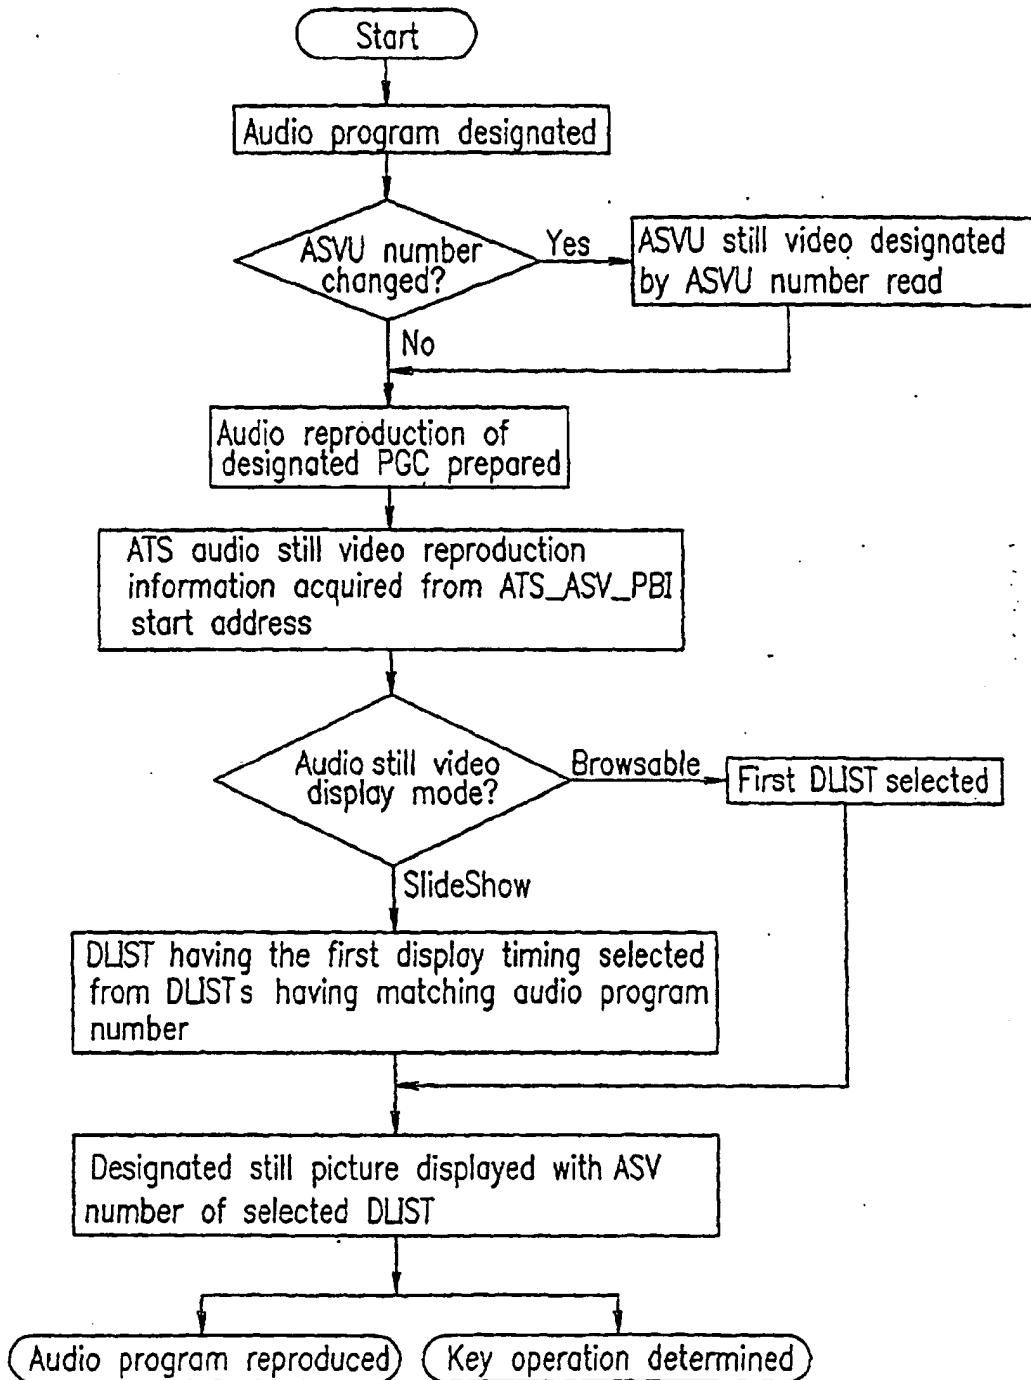 Start
Audio program designated
ASVU number
changed?
Yes
ASVU still video designated
by ASVU number read
No
Audio reproduction of
designated PGC prepared
ATS audio still video reproduction
information acquired from ATS_ASV_PBI
start address
Audio still video
display mode?
Browsable
First DLIST selected
SlideShow
DLIST having the first display timing selected
from DLISTs having matching audio program
number
Designated still picture displayed with ASV
number of selected DLIST
Audio program reproduced
Key operation determined